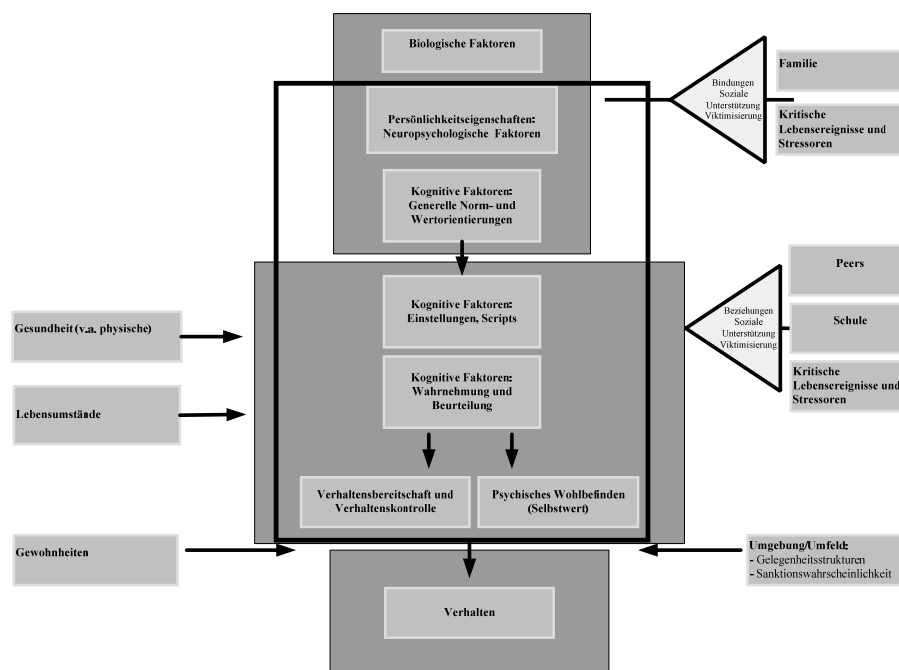 Biologische Faktoren
Persönlichkeitseigenschaften:
Neuropsychologische Faktoren
Kognitive Faktoren:
Generelle Norm- und
Wertorientierungen
Bindungen
Soziale
Unterstützung
Viktimisierung
Familie
Kritische
Lebensereignisse und
Stressoren
Kognitive Faktoren:
Einstellungen, Scripts
Kognitive Faktoren:
Wahrnehmung und
Beurteilung
Verhaltensbereitschaft und
Verhaltenskontrolle
Psychisches Wohlbefinden
(Selbstwert)
Gesundheit (v.a. physische)
Lebensumstände
Gewohnheiten
Beziehungen
Soziale
Unterstützung
Viktimisierung
Peers
Schule
Kritische
Lebensereignisse und
Stressoren
Umgebung/Umfeld:
- Gelegenheitsstrukturen
- Sanktionswahrscheinlichkeit
Verhalten